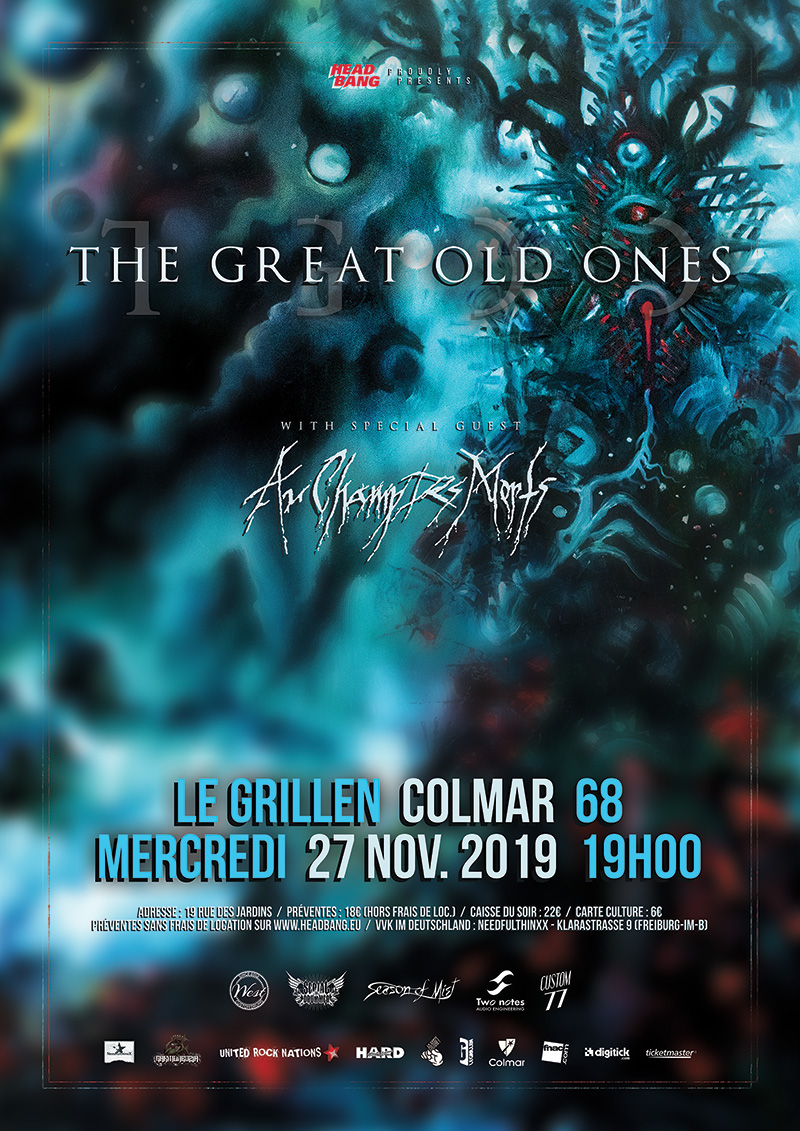 HEAD BANG PROUDLY PRESENTS
TGOO
THE GREAT OLD ONES
WITH SPECIAL GUEST
Au Champ Des Morts
LE GRILLEN COLMAR 68
MERCREDI 27 NOV. 2019 19H00
ADRESSE : 19 RUE DES JARDINS / PRÉVENTES : 18€ (HORS FRAIS DE LOC.) / CAISSE DU SOIR : 22€ / CARTE CULTURE : 6€
PRÉVENTES SANS FRAIS DE LOCATION SUR WWW.HEADBANG.EU / VVK IM DEUTSCHLAND : NEEDFULTHINXX - KLARASTRASSE 9 (FREIBURG-IM-B)
West
Season of Mist
Two notes
AUDIO ENGINEERING
CUSTOM 77
UNITED ROCK NATIONS
HARD
Colmar
fnac
digitick
ticketmaster